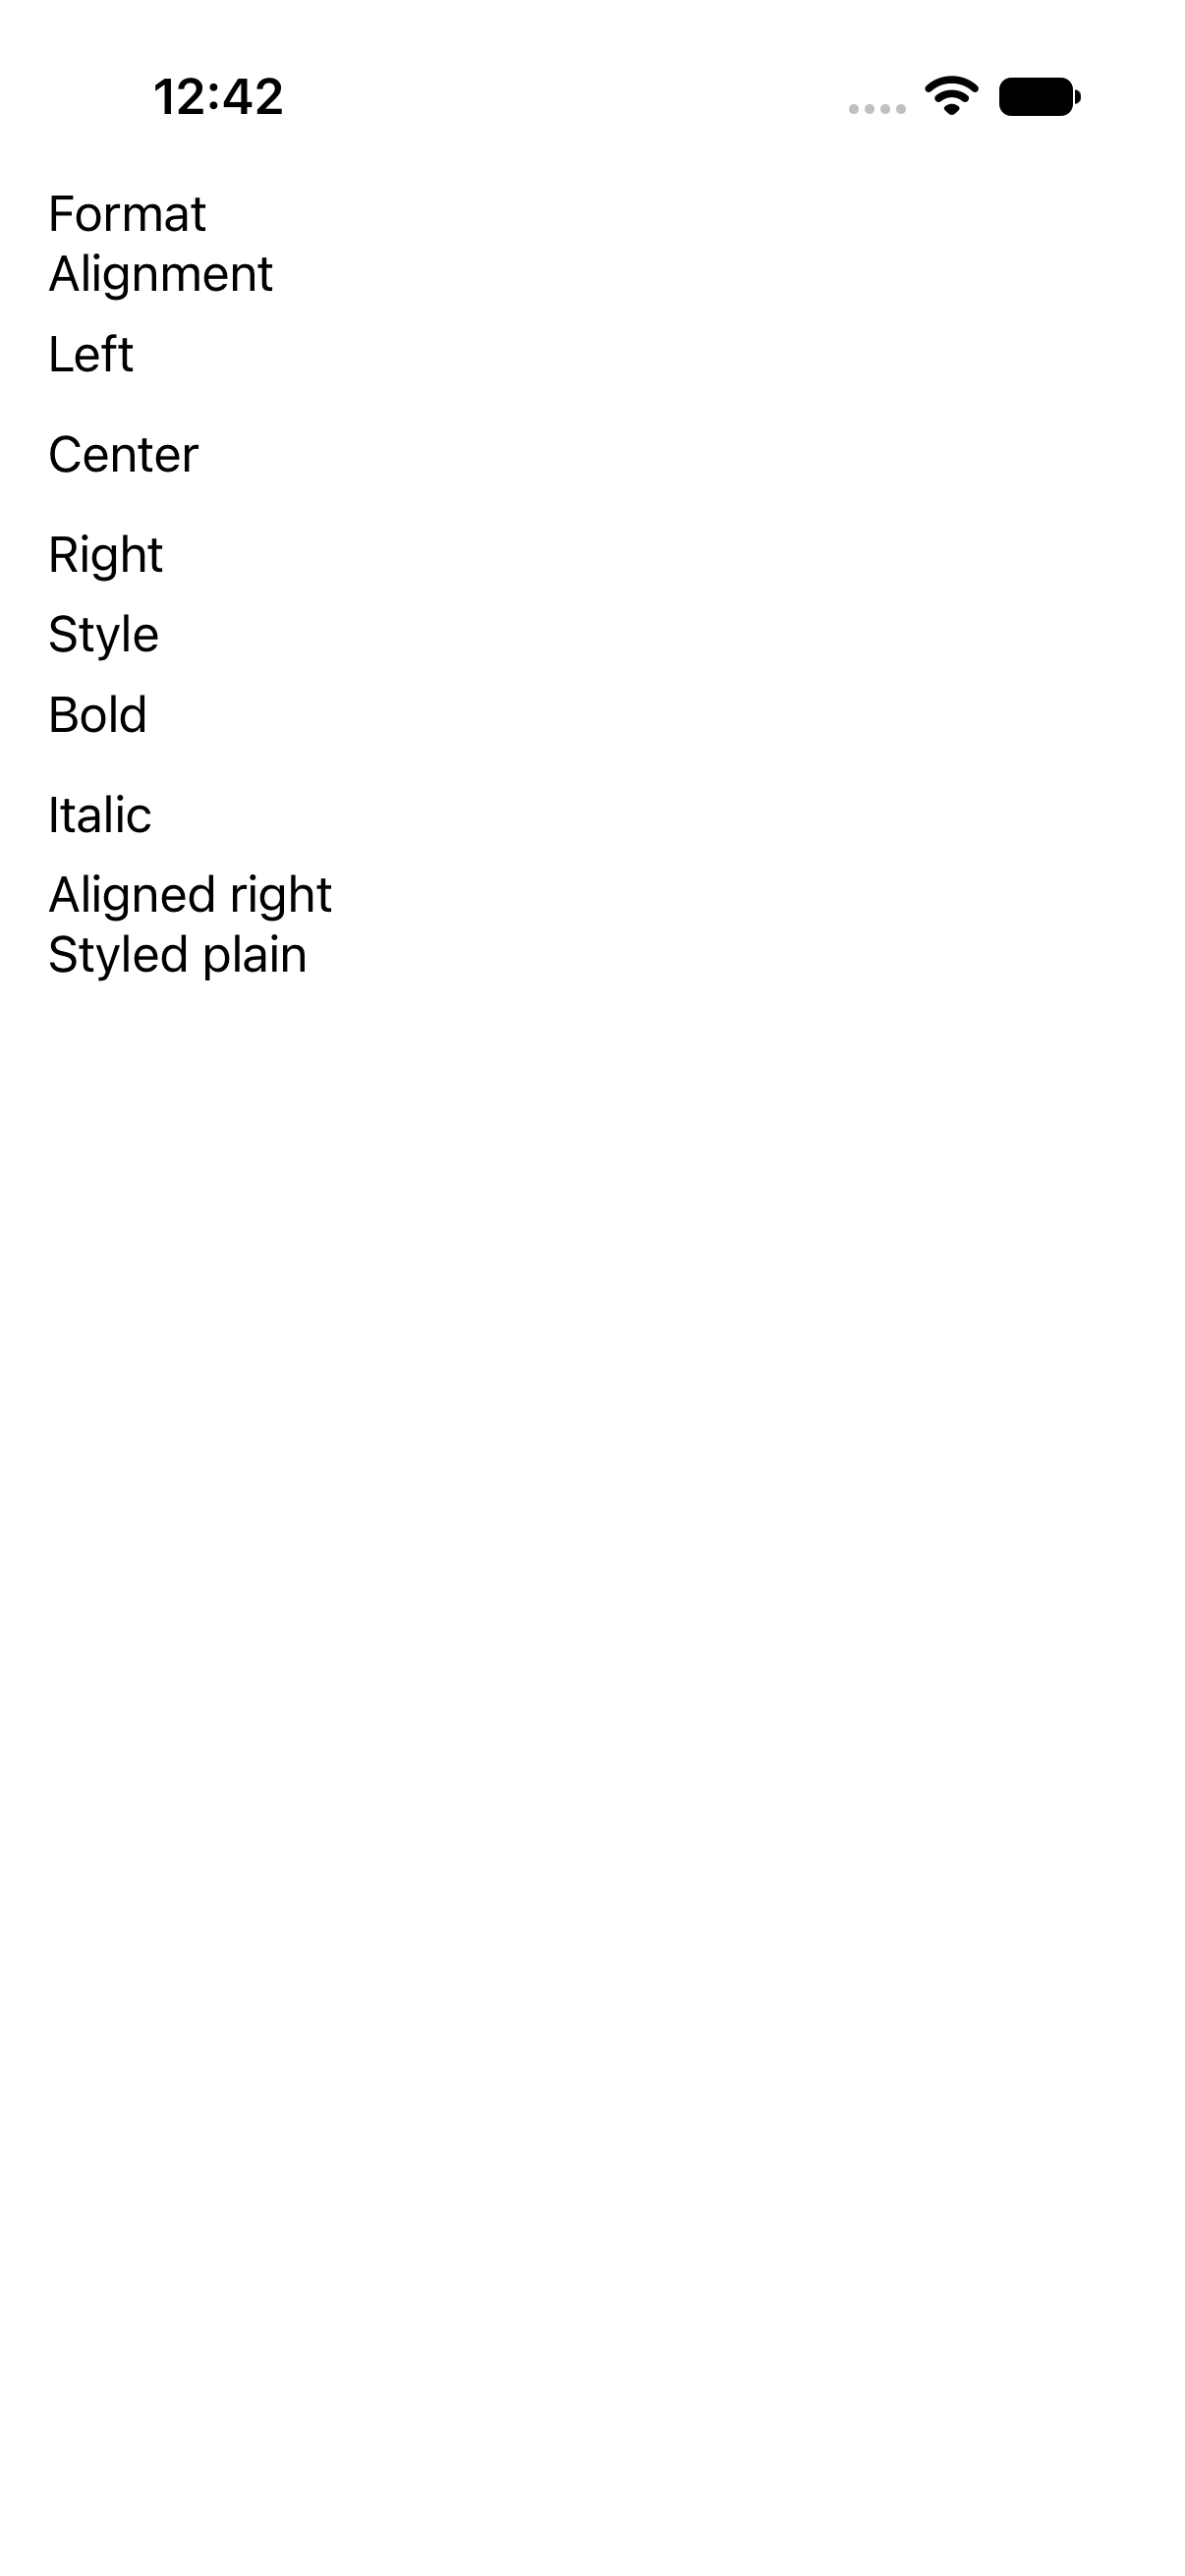 12:42
Format
Alignment
Left
Center
Right
Style
Bold
Italic
Aligned right
Styled plain